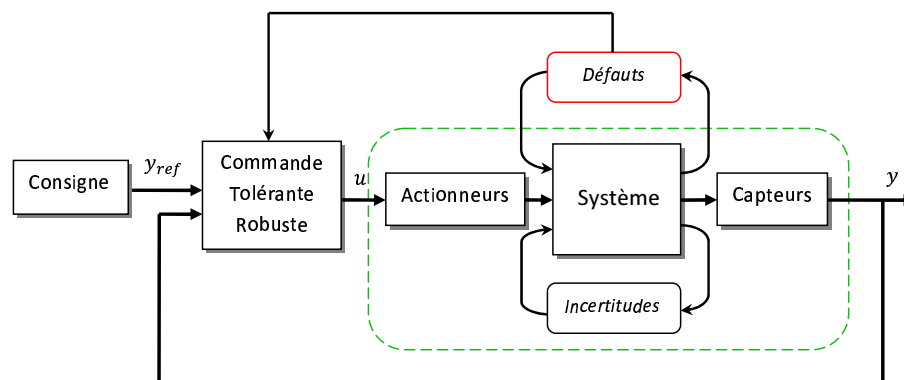 Défauts
Consigne
y_ref
Commande
Tolérante
Robuste
u
Actionneurs
Système
Capteurs
y
Incertitudes